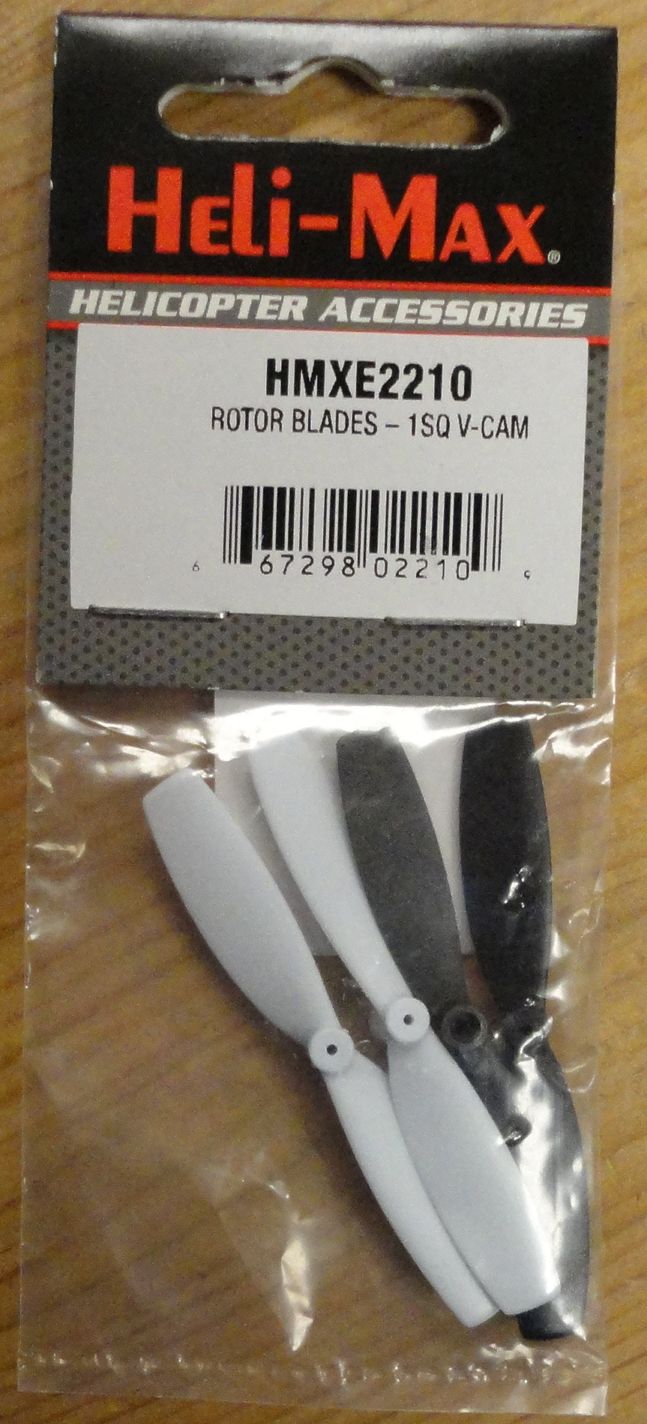 Heli-Max®
HELICOPTER ACCESSORIES
HMXE2210
ROTOR BLADES – 1SQ V-CAM
6 67298 02210 9